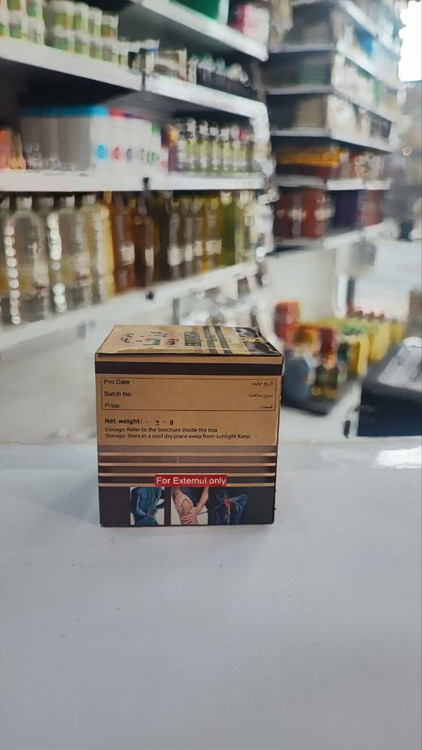 Pro Date تاریخ تولید
Batch No: سری ساخت
Price: قیمت
Net weight: ± g
Dosage: Refer to the brochure inside the box
Storage: Store in a cool dry place away from sunlight Keep
For External only